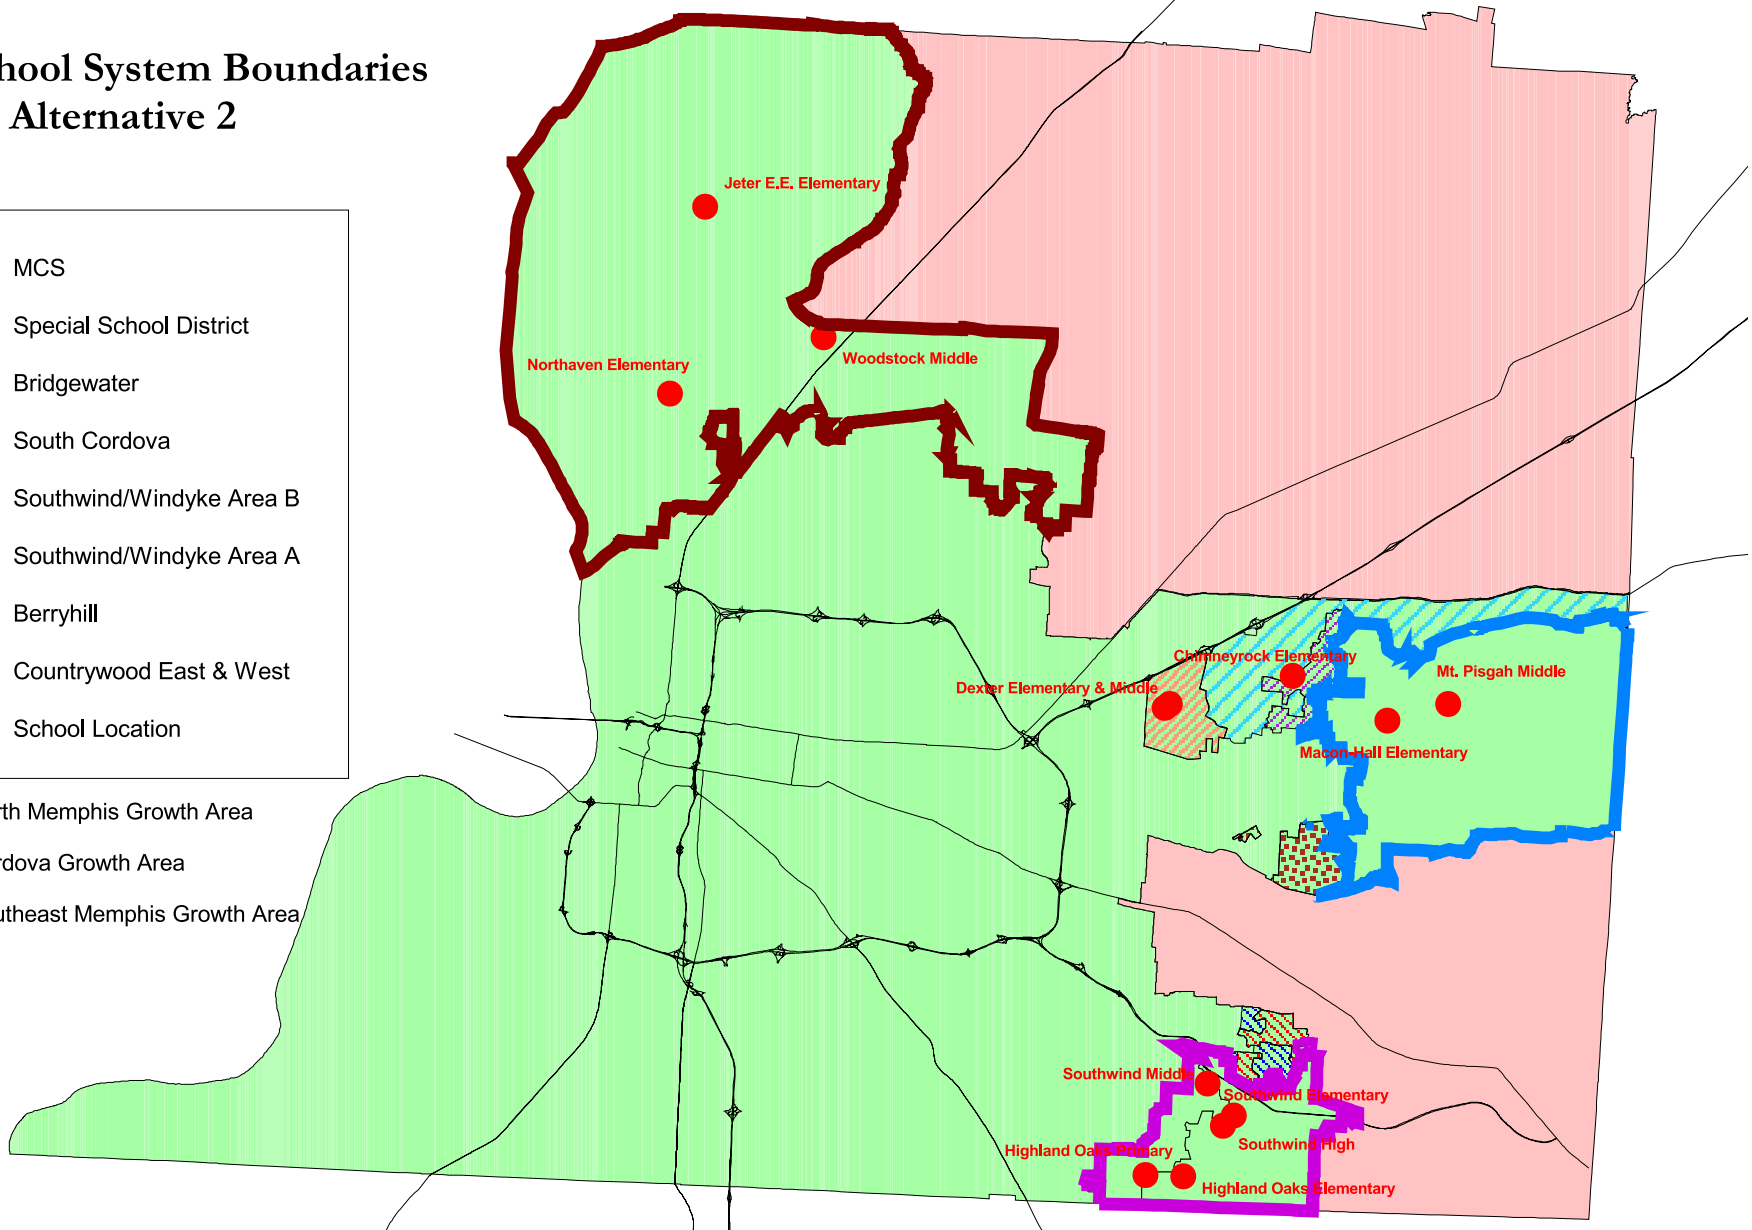 hool System Boundaries
Alternative 2
MCS
Special School District
Bridgewater
South Cordova
Southwind/Windyke Area B
Southwind/Windyke Area A
Berryhill
Countrywood East & West
School Location
rth Memphis Growth Area
rdova Growth Area
utheast Memphis Growth Area
Jeter E.E. Elementary
Woodstock Middle
Northaven Elementary
Chimneyrock Elementary
Mt. Pisgah Middle
Dexter Elementary & Middle
Macon-Hall Elementary
Southwind Middle
Southwind Elementary
Southwind High
Highland Oaks Primary
Highland Oaks Elementary